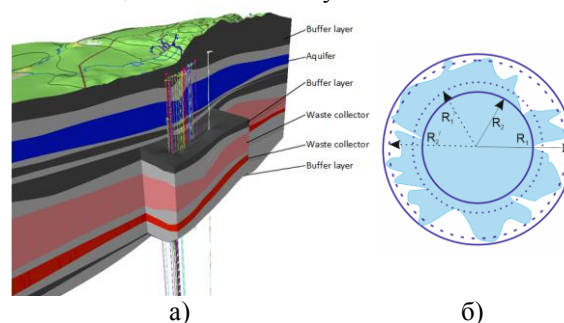 Buffer layer
Aquifer
Buffer layer
Waste collector
Waste collector
Buffer layer
R₁
R₂
R₂
R₁
а)
б)